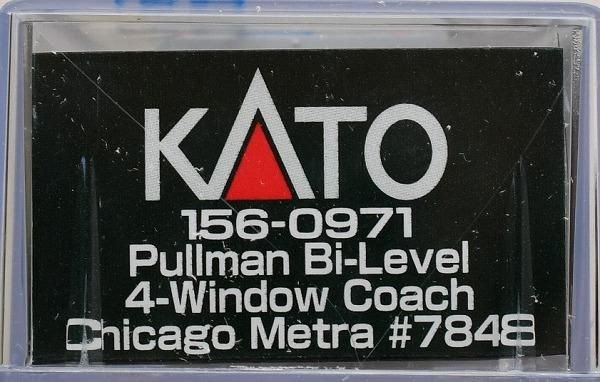 KATO
156-0971
Pullman Bi-Level
4-Window Coach
Chicago Metra #7848